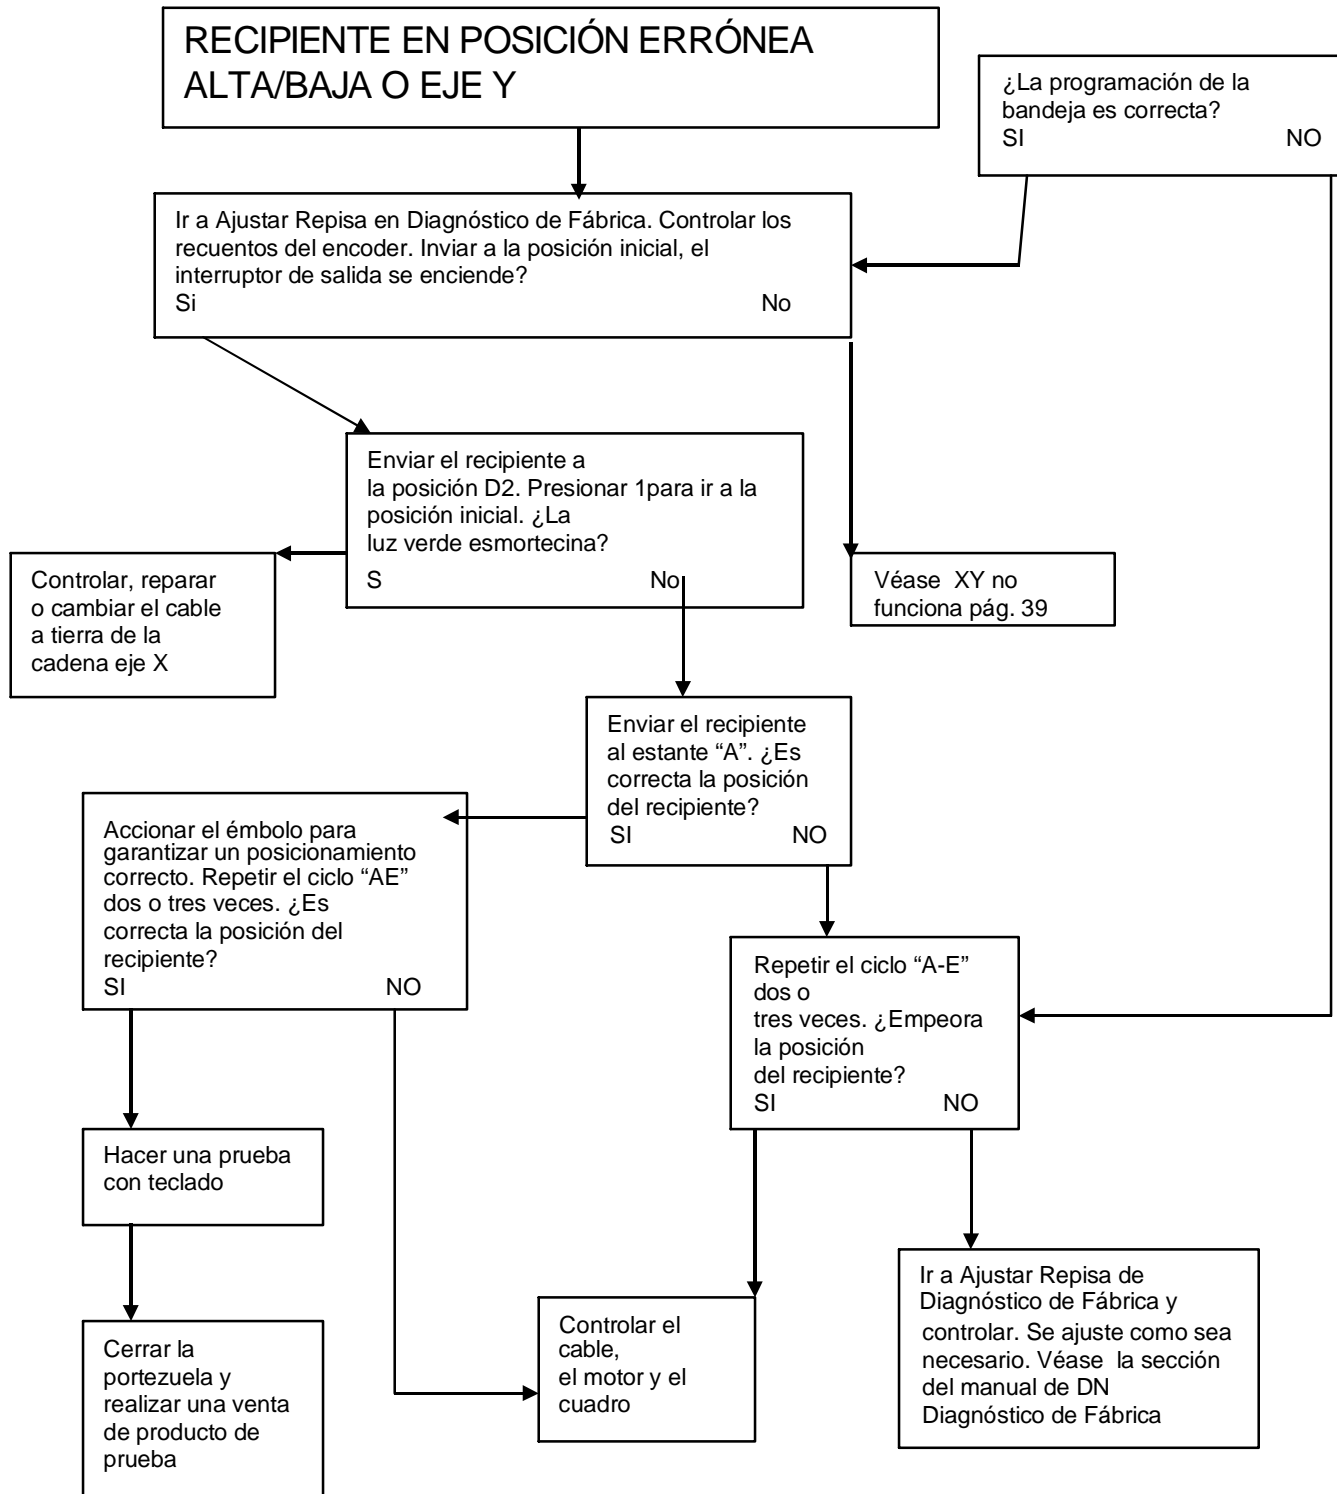 RECIPIENTE EN POSICIÓN ERRÓNEA
ALTA/BAJA O EJE Y
¿La programación de la
bandeja es correcta?
SI NO
Ir a Ajustar Repisa en Diagnóstico de Fábrica. Controlar los
recuentos del encoder. Inviar a la posición inicial, el
interruptor de salida se enciende?
Si No
Enviar el recipiente a
la posición D2. Presionar 1para ir a la
posición inicial. ¿La
luz verde esmortecina?
S No
Controlar, reparar
o cambiar el cable
a tierra de la
cadena eje X
Véase XY no
funciona pág. 39
Enviar el recipiente
al estante “A”. ¿Es
correcta la posición
del recipiente?
SI NO
Accionar el émbolo para
garantizar un posicionamiento
correcto. Repetir el ciclo “AE”
dos o tres veces. ¿Es
correcta la posición del
recipiente?
SI NO
Repetir el ciclo “A-E”
dos o
tres veces. ¿Empeora
la posición
del recipiente?
SI NO
Hacer una prueba
con teclado
Cerrar la
portezuela y
realizar una venta
de producto de
prueba
Controlar el
cable,
el motor y el
cuadro
Ir a Ajustar Repisa de
Diagnóstico de Fábrica y
controlar. Se ajuste como sea
necesario. Véase la sección
del manual de DN
Diagnóstico de Fábrica